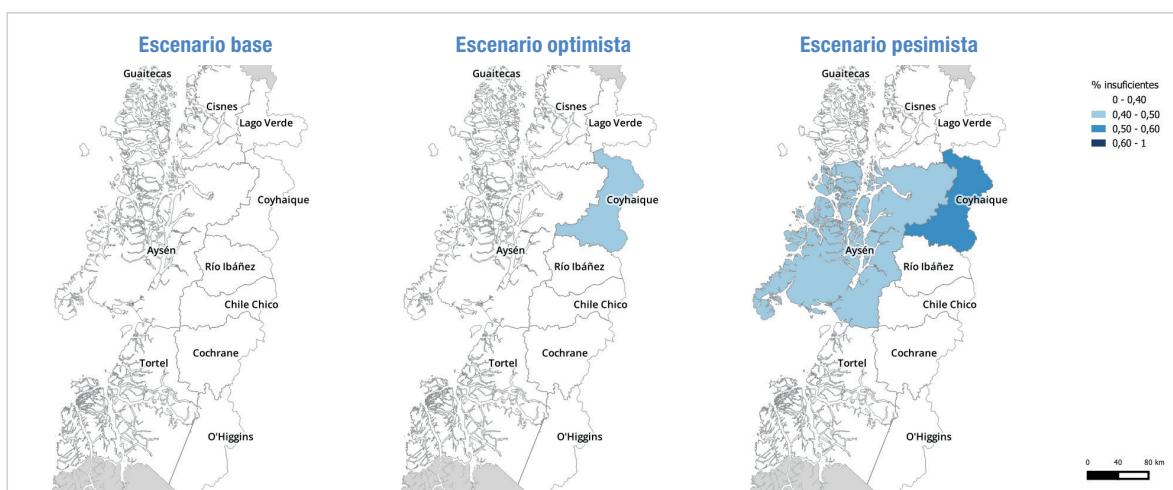 Escenario base
Guaitecas
Cisnes
Lago Verde
Coyhaique
Aysén
Río Ibáñez
Chile Chico
Cochrane
Tortel
O'Higgins
Escenario optimista
Guaitecas
Cisnes
Lago Verde
Coyhaique
Aysén
Río Ibáñez
Chile Chico
Cochrane
Tortel
O'Higgins
Escenario pesimista
Guaitecas
Cisnes
Lago Verde
Coyhaique
Aysén
Río Ibáñez
Chile Chico
Cochrane
Tortel
O'Higgins
% insuficientes
0 - 0,40
0,40 - 0,50
0,50 - 0,60
0,60 - 1
0 40 80 km